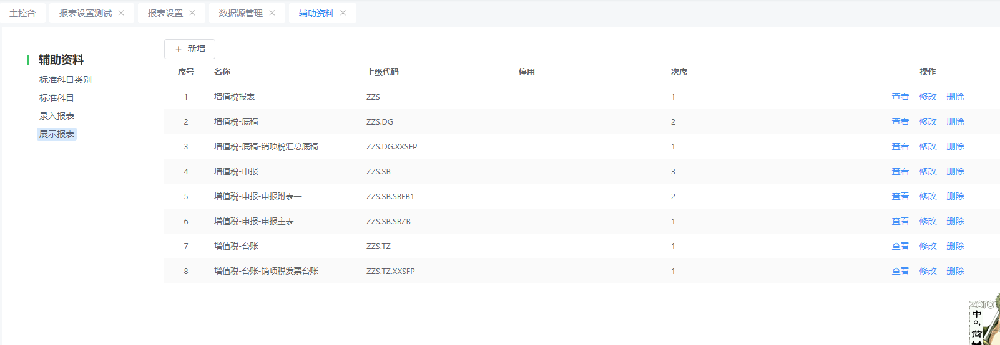 主控台 报表设置测试 报表设置 数据源管理 辅助资料
辅助资料
标准科目类别
标准科目
录入报表
展示报表
新增
序号 名称 上级代码 停用 次序 操作
1 增值税报表 ZZS 1 查看 修改 删除
2 增值税-底稿 ZZS.DG 2 查看 修改 删除
3 增值税-底稿-销项税汇总底稿 ZZS.DG.XXSFP 1 查看 修改 删除
4 增值税-申报 ZZS.SB 3 查看 修改 删除
5 增值税-申报-申报附表一 ZZS.SB.SBFB1 2 查看 修改 删除
6 增值税-申报-申报主表 ZZS.SB.SBZB 1 查看 修改 删除
7 增值税-台账 ZZS.TZ 1 查看 修改 删除
8 增值税-台账-销项税发票台账 ZZS.TZ.XXSFP 1 查看 修改 删除
zoro
中
简